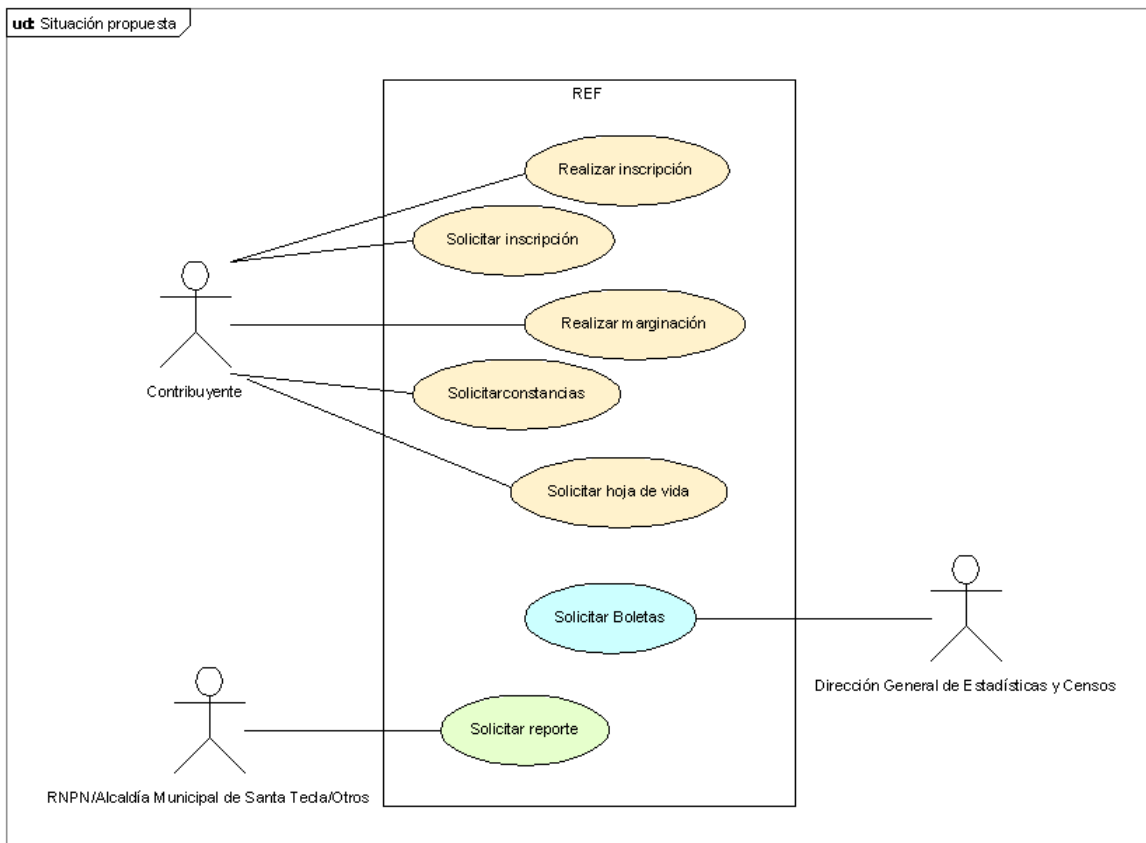 ud: Situación propuesta
REF
Realizar inscripción
Solicitar inscripción
Realizar marginación
Contribuyente
Solicitarconstancias
Solicitar hoja de vida
Solicitar Boletas
Dirección General de Estadísticas y Censos
Solicitar reporte
RNPN/Alcaldía Municipal de Santa Tecla/Otros